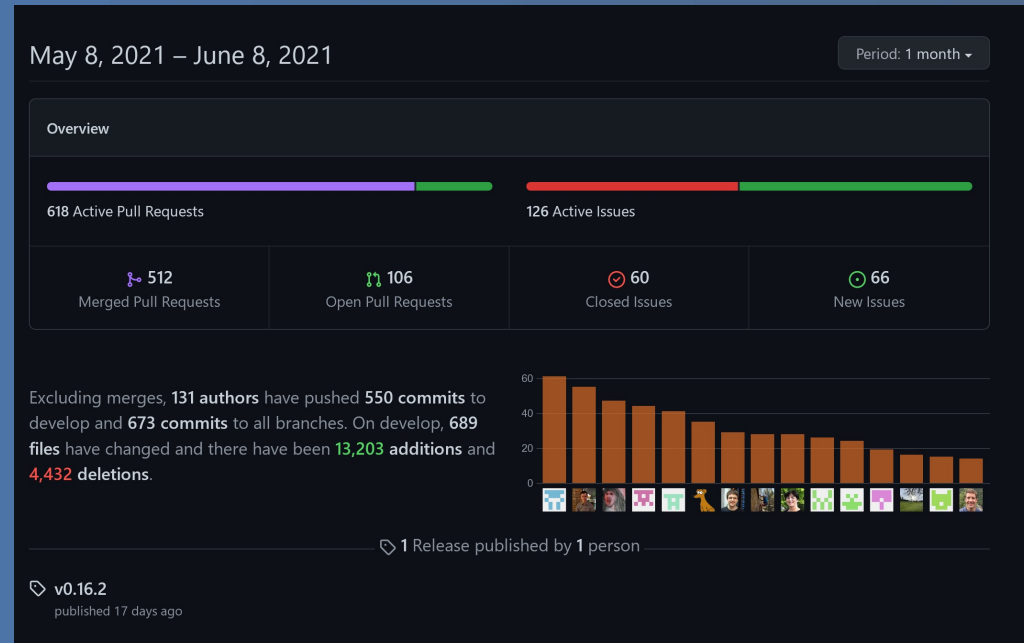 May 8, 2021 – June 8, 2021
Period: 1 month
Overview
618 Active Pull Requests
126 Active Issues
512
Merged Pull Requests
106
Open Pull Requests
60
Closed Issues
66
New Issues
Excluding merges, 131 authors have pushed 550 commits to
develop and 673 commits to all branches. On develop, 689
files have changed and there have been 13,203 additions and
4,432 deletions.
60
40
20
0
1 Release published by 1 person
v0.16.2
published 17 days ago